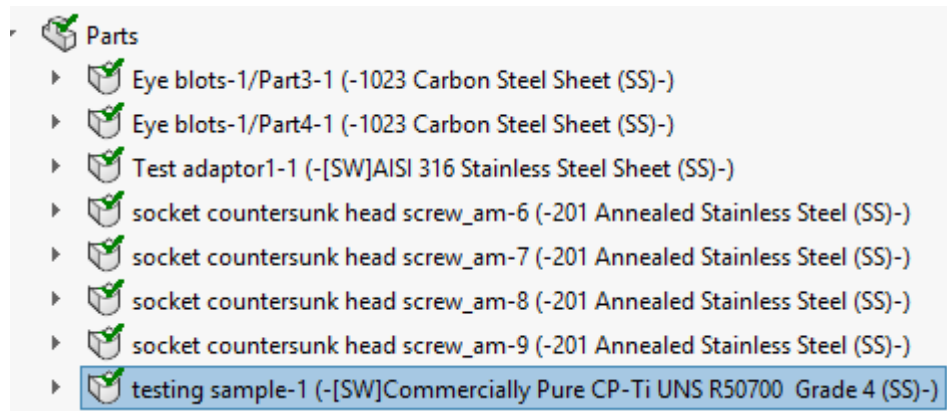 Parts
Eye blots-1/Part3-1 (-1023 Carbon Steel Sheet (SS)-)
Eye blots-1/Part4-1 (-1023 Carbon Steel Sheet (SS)-)
Test adaptor1-1 (-[SW]AISI 316 Stainless Steel Sheet (SS)-)
socket countersunk head screw_am-6 (-201 Annealed Stainless Steel (SS)-)
socket countersunk head screw_am-7 (-201 Annealed Stainless Steel (SS)-)
socket countersunk head screw_am-8 (-201 Annealed Stainless Steel (SS)-)
socket countersunk head screw_am-9 (-201 Annealed Stainless Steel (SS)-)
testing sample-1 (-[SW]Commercially Pure CP-Ti UNS R50700  Grade 4 (SS)-)